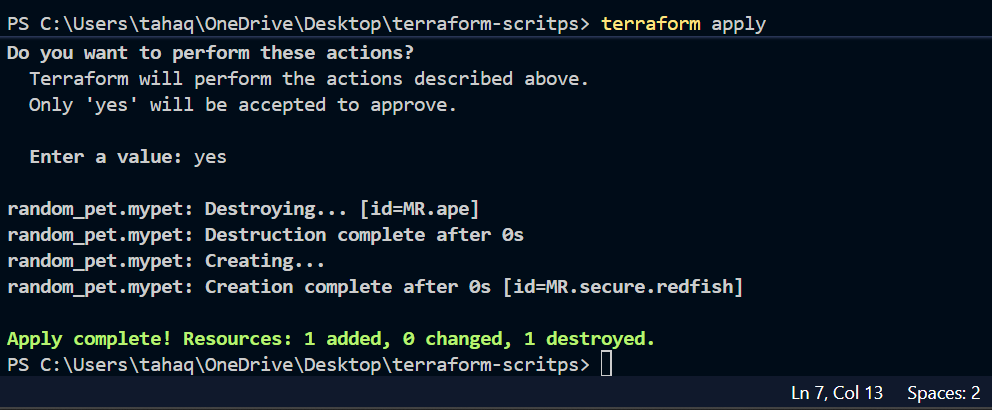 PS C:\Users\tahaq\OneDrive\Desktop\terraform-scritps> terraform apply
Do you want to perform these actions?
  Terraform will perform the actions described above.
  Only 'yes' will be accepted to approve.

  Enter a value: yes

random_pet.mypet: Destroying... [id=MR.ape]
random_pet.mypet: Destruction complete after 0s
random_pet.mypet: Creating...
random_pet.mypet: Creation complete after 0s [id=MR.secure.redfish]

Apply complete! Resources: 1 added, 0 changed, 1 destroyed.
PS C:\Users\tahaq\OneDrive\Desktop\terraform-scritps>
Ln 7, Col 13 Spaces: 2